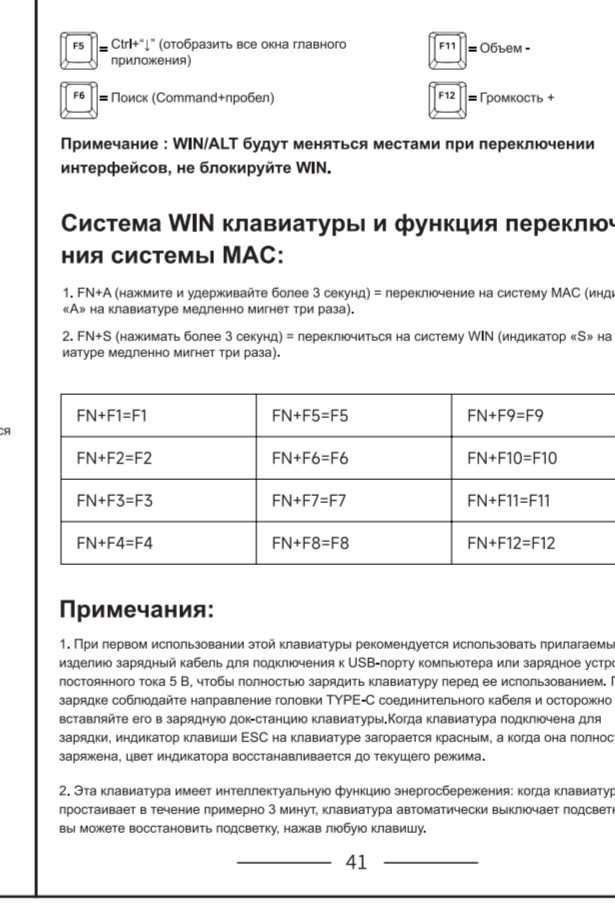 F5 = Ctrl+"↓" (отобразить все окна главного
приложения)
F11 = Объем -
F6 = Поиск (Command+пробел)
F12 = Громкость +
Примечание : WIN/ALT будут меняться местами при переключении
интерфейсов, не блокируйте WIN.
Система WIN клавиатуры и функция переключ
ния системы MAC:
1. FN+A (нажмите и удерживайте более 3 секунд) = переключение на систему MAC (инди
«A» на клавиатуре медленно мигнет три раза).
2. FN+S (нажимать более 3 секунд) = переключиться на систему WIN (индикатор «S» на
иатуре медленно мигнет три раза).
ся
FN+F1=F1 FN+F5=F5 FN+F9=F9
FN+F2=F2 FN+F6=F6 FN+F10=F10
FN+F3=F3 FN+F7=F7 FN+F11=F11
FN+F4=F4 FN+F8=F8 FN+F12=F12
Примечания:
1. При первом использовании этой клавиатуры рекомендуется использовать прилагаемы
изделию зарядный кабель для подключения к USB-порту компьютера или зарядное устро
постоянного тока 5 В, чтобы полностью зарядить клавиатуру перед ее использованием.
зарядке соблюдайте направление головки TYPE-C соединительного кабеля и осторожно
вставляйте его в зарядную док-станцию клавиатуры.Когда клавиатура подключена для
зарядки, индикатор клавиши ESC на клавиатуре загорается красным, а когда она полнос
заряжена, цвет индикатора восстанавливается до текущего режима.
2. Эта клавиатура имеет интеллектуальную функцию энергосбережения: когда клавиатур
простаивает в течение примерно 3 минут, клавиатура автоматически выключает подсветк
вы можете восстановить подсветку, нажав любую клавишу.
41